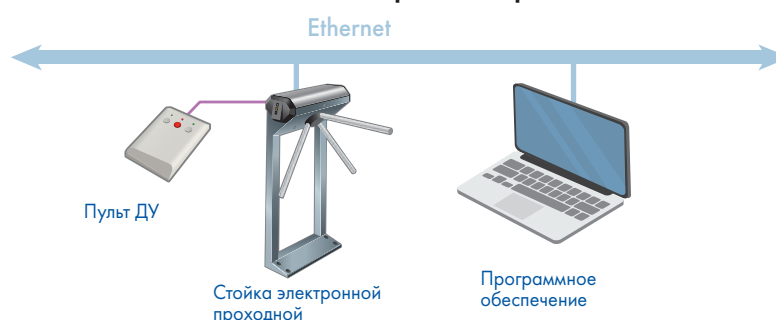 Ethernet
Пульт ДУ
Стойка электронной
проходной
Программное
обеспечение